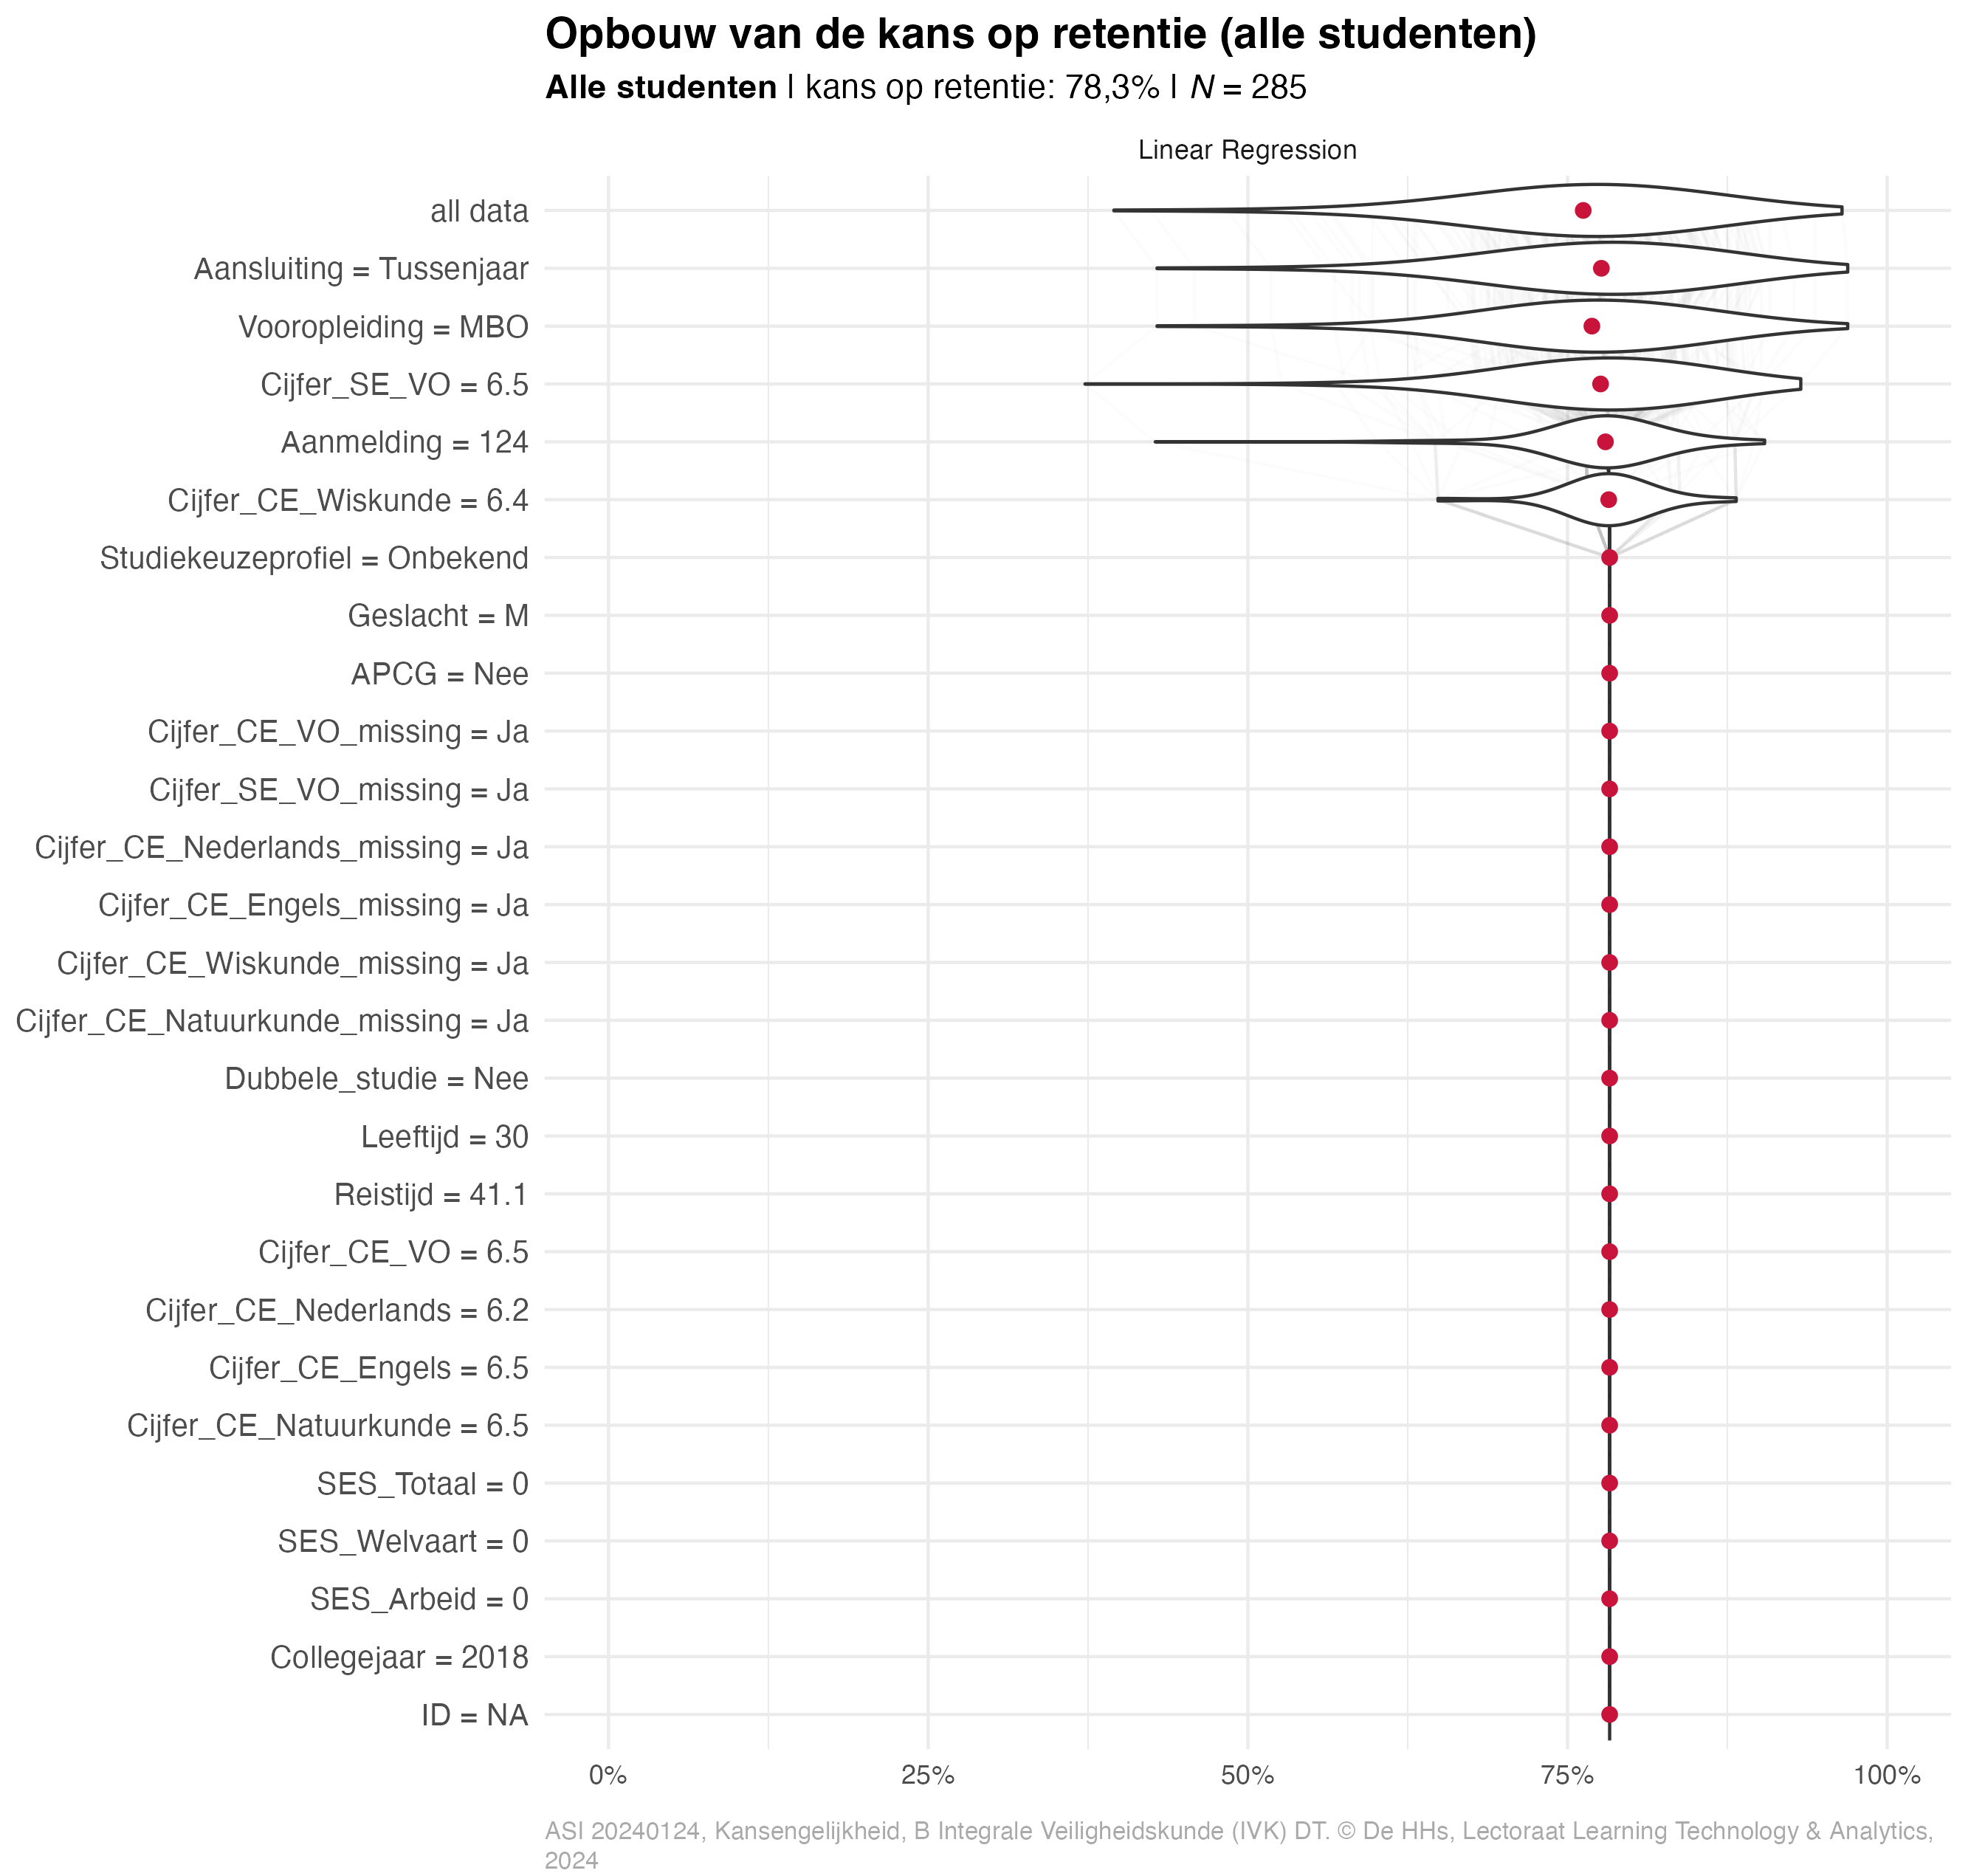 Opbouw van de kans op retentie (alle studenten)
Alle studenten | kans op retentie: 78,3% | N = 285
Linear Regression
all data
Aansluiting = Tussenjaar
Vooropleiding = MBO
Cijfer_SE_VO = 6.5
Aanmelding = 124
Cijfer_CE_Wiskunde = 6.4
Studiekeuzeprofiel = Onbekend
Geslacht = M
APCG = Nee
Cijfer_CE_VO_missing = Ja
Cijfer_SE_VO_missing = Ja
Cijfer_CE_Nederlands_missing = Ja
Cijfer_CE_Engels_missing = Ja
Cijfer_CE_Wiskunde_missing = Ja
Cijfer_CE_Natuurkunde_missing = Ja
Dubbele_studie = Nee
Leeftijd = 30
Reistijd = 41.1
Cijfer_CE_VO = 6.5
Cijfer_CE_Nederlands = 6.2
Cijfer_CE_Engels = 6.5
Cijfer_CE_Natuurkunde = 6.5
SES_Totaal = 0
SES_Welvaart = 0
SES_Arbeid = 0
Collegejaar = 2018
ID = NA
0% 25% 50% 75% 100%
ASI 20240124, Kansengelijkheid, B Integrale Veiligheidskunde (IVK) DT. © De HHs, Lectoraat Learning Technology & Analytics,
2024